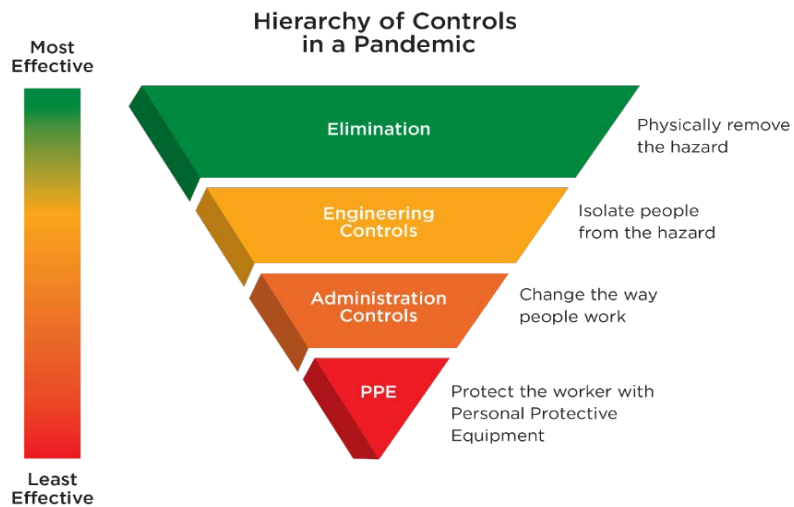 Hierarchy of Controls
in a Pandemic
Most
Effective
Elimination
Physically remove
the hazard
Engineering
Controls
Isolate people
from the hazard
Administration
Controls
Change the way
people work
PPE
Protect the worker with
Personal Protective
Equipment
Least
Effective